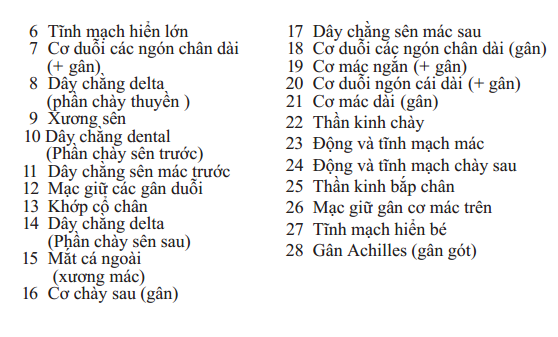 6 Tĩnh mạch hiển lớn
7 Cơ duỗi các ngón chân dài
(+ gân)
8 Dây chằng delta
(phần chày thuyền )
9 Xương sên
10 Dây chằng dental
(Phần chày sên trước)
11 Dây chằng sên mác trước
12 Mạc giữ các gân duỗi
13 Khớp cổ chân
14 Dây chằng delta
(Phần chày sên sau)
15 Mắt cá ngoài
(xương mác)
16 Cơ chày sau (gân)
17 Dây chằng sên mác sau
18 Cơ duỗi các ngón chân dài (gân)
19 Cơ mác ngắn (+ gân)
20 Cơ duỗi ngón cái dài (+ gân)
21 Cơ mác dài (gân)
22 Thần kinh chày
23 Động và tĩnh mạch mác
24 Động và tĩnh mạch chày sau
25 Thần kinh bắp chân
26 Mạc giữ gân cơ mác trên
27 Tĩnh mạch hiển bé
28 Gân Achilles (gân gót)